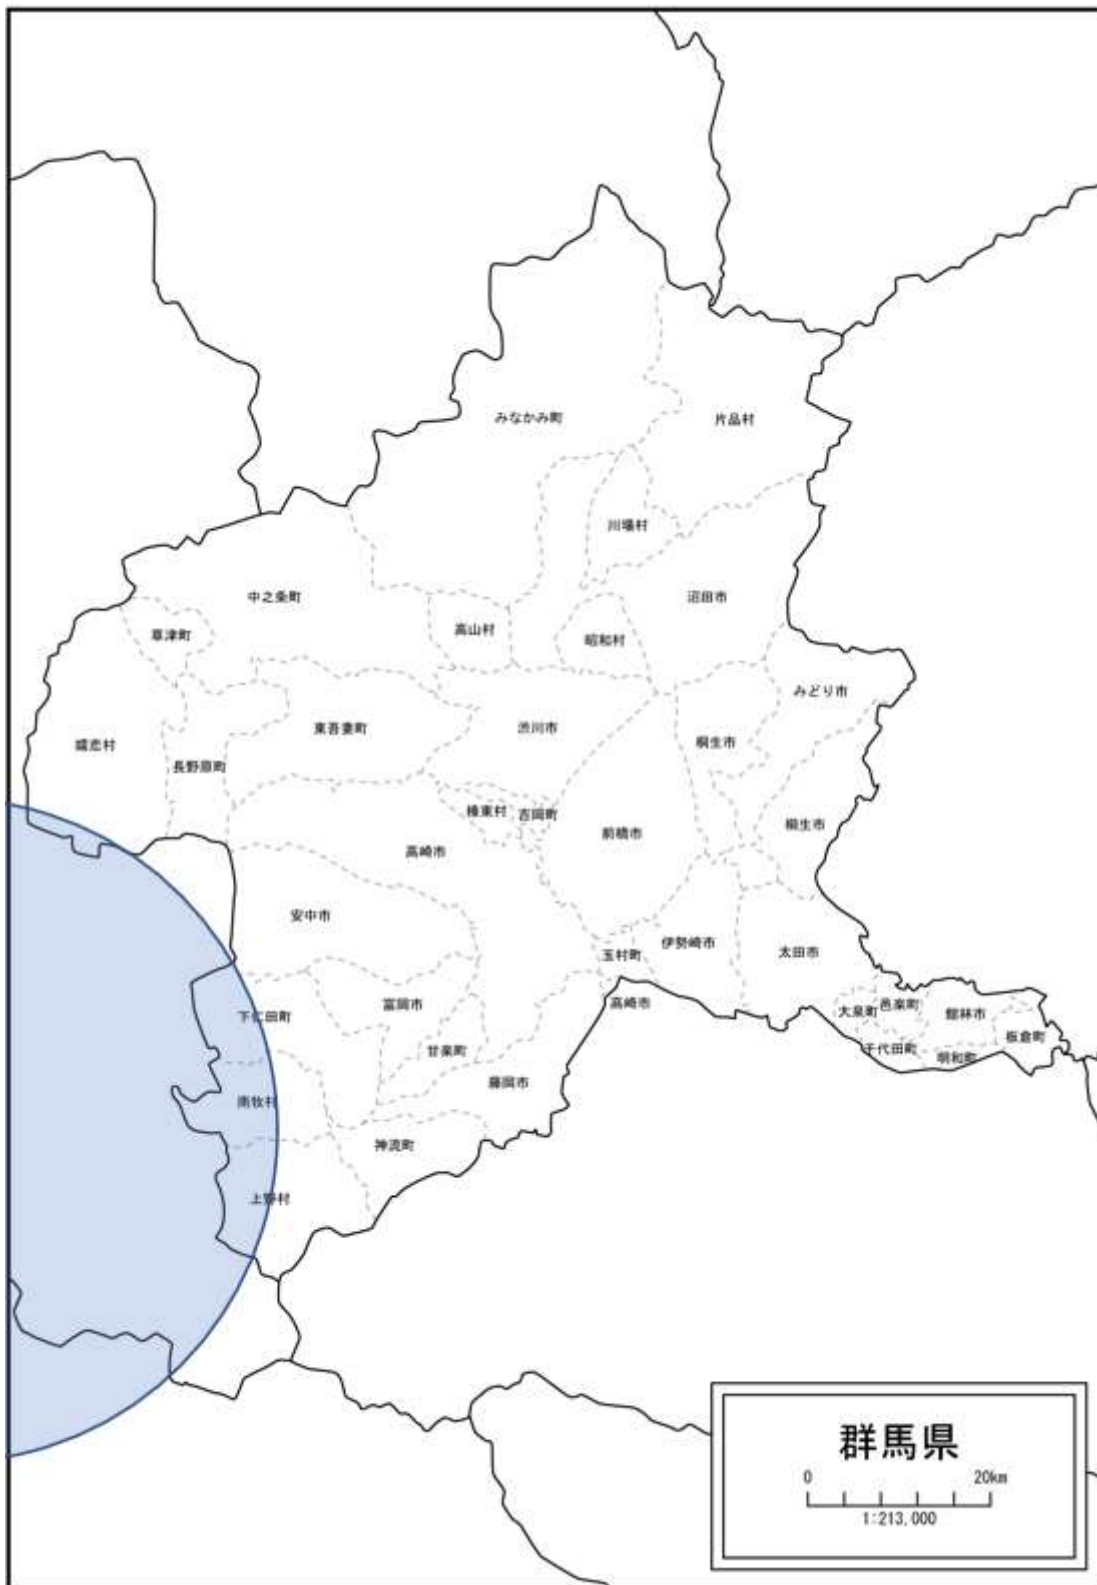 みなかみ町
片品村
川場村
中之条町
沼田市
草津町
高山村
昭和村
みどり市
東吾妻町
渋川市
嬬恋村
桐生市
長野原町
榛東村
吉岡町
桐生市
前橋市
高崎市
安中市
伊勢崎市
玉村町
太田市
富岡市
高崎市
大泉町
邑楽町
館林市
下仁田町
板倉町
甘楽町
千代田町
明和町
藤岡市
南牧村
神流町
上野村
群馬県
0 20km
1:213,000